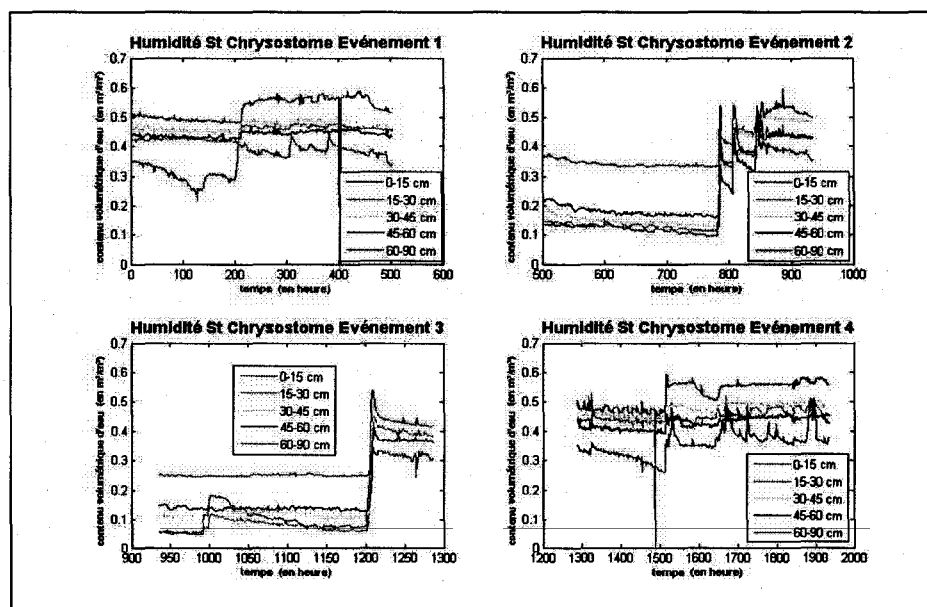 Humidité St Chrysostome Evénement 1
contenu volumétrique d'eau (en m³/m³)
0.7
0.6
0.5
0.4
0.3
0.2
0.1
0
0 100 200 300 400 500 600
temps (en heure)
0-15 cm
15-30 cm
30-45 cm
45-60 cm
60-90 cm
Humidité St Chrysostome Evénement 2
contenu volumétrique d'eau (en m³/m³)
0.7
0.6
0.5
0.4
0.3
0.2
0.1
0
500 600 700 800 900 1000
temps (en heure)
0-15 cm
15-30 cm
30-45 cm
45-60 cm
60-90 cm
Humidité St Chrysostome Evénement 3
contenu volumétrique d'eau (en m³/m³)
0.7
0.6
0.5
0.4
0.3
0.2
0.1
0
900 950 1000 1050 1100 1150 1200 1250 1300
temps (en heure)
0-15 cm
15-30 cm
30-45 cm
45-60 cm
60-90 cm
Humidité St Chrysostome Evénement 4
contenu volumétrique d'eau (en m³/m³)
0.7
0.6
0.5
0.4
0.3
0.2
0.1
0
1200 1300 1400 1500 1600 1700 1800 1900 2000
temps (en heure)
0-15 cm
15-30 cm
30-45 cm
45-60 cm
60-90 cm